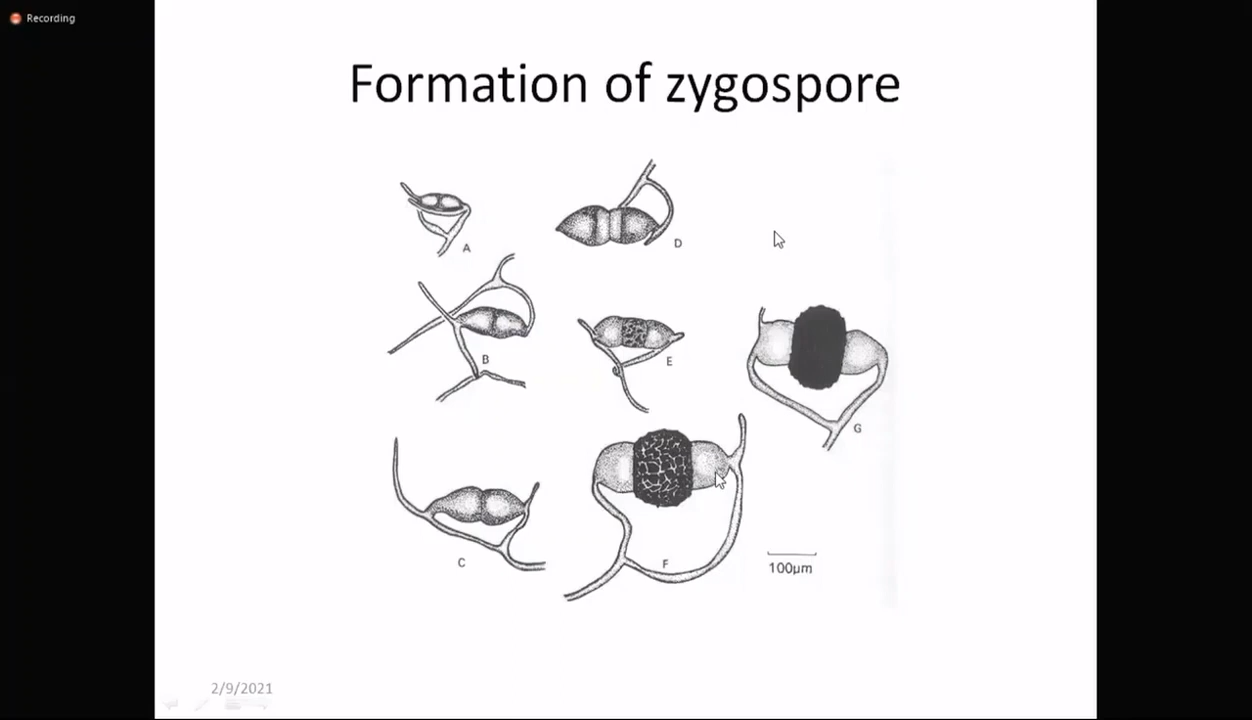 Recording
Formation of zygospore
A
D
B
E
G
C
F
100μm
2/9/2021